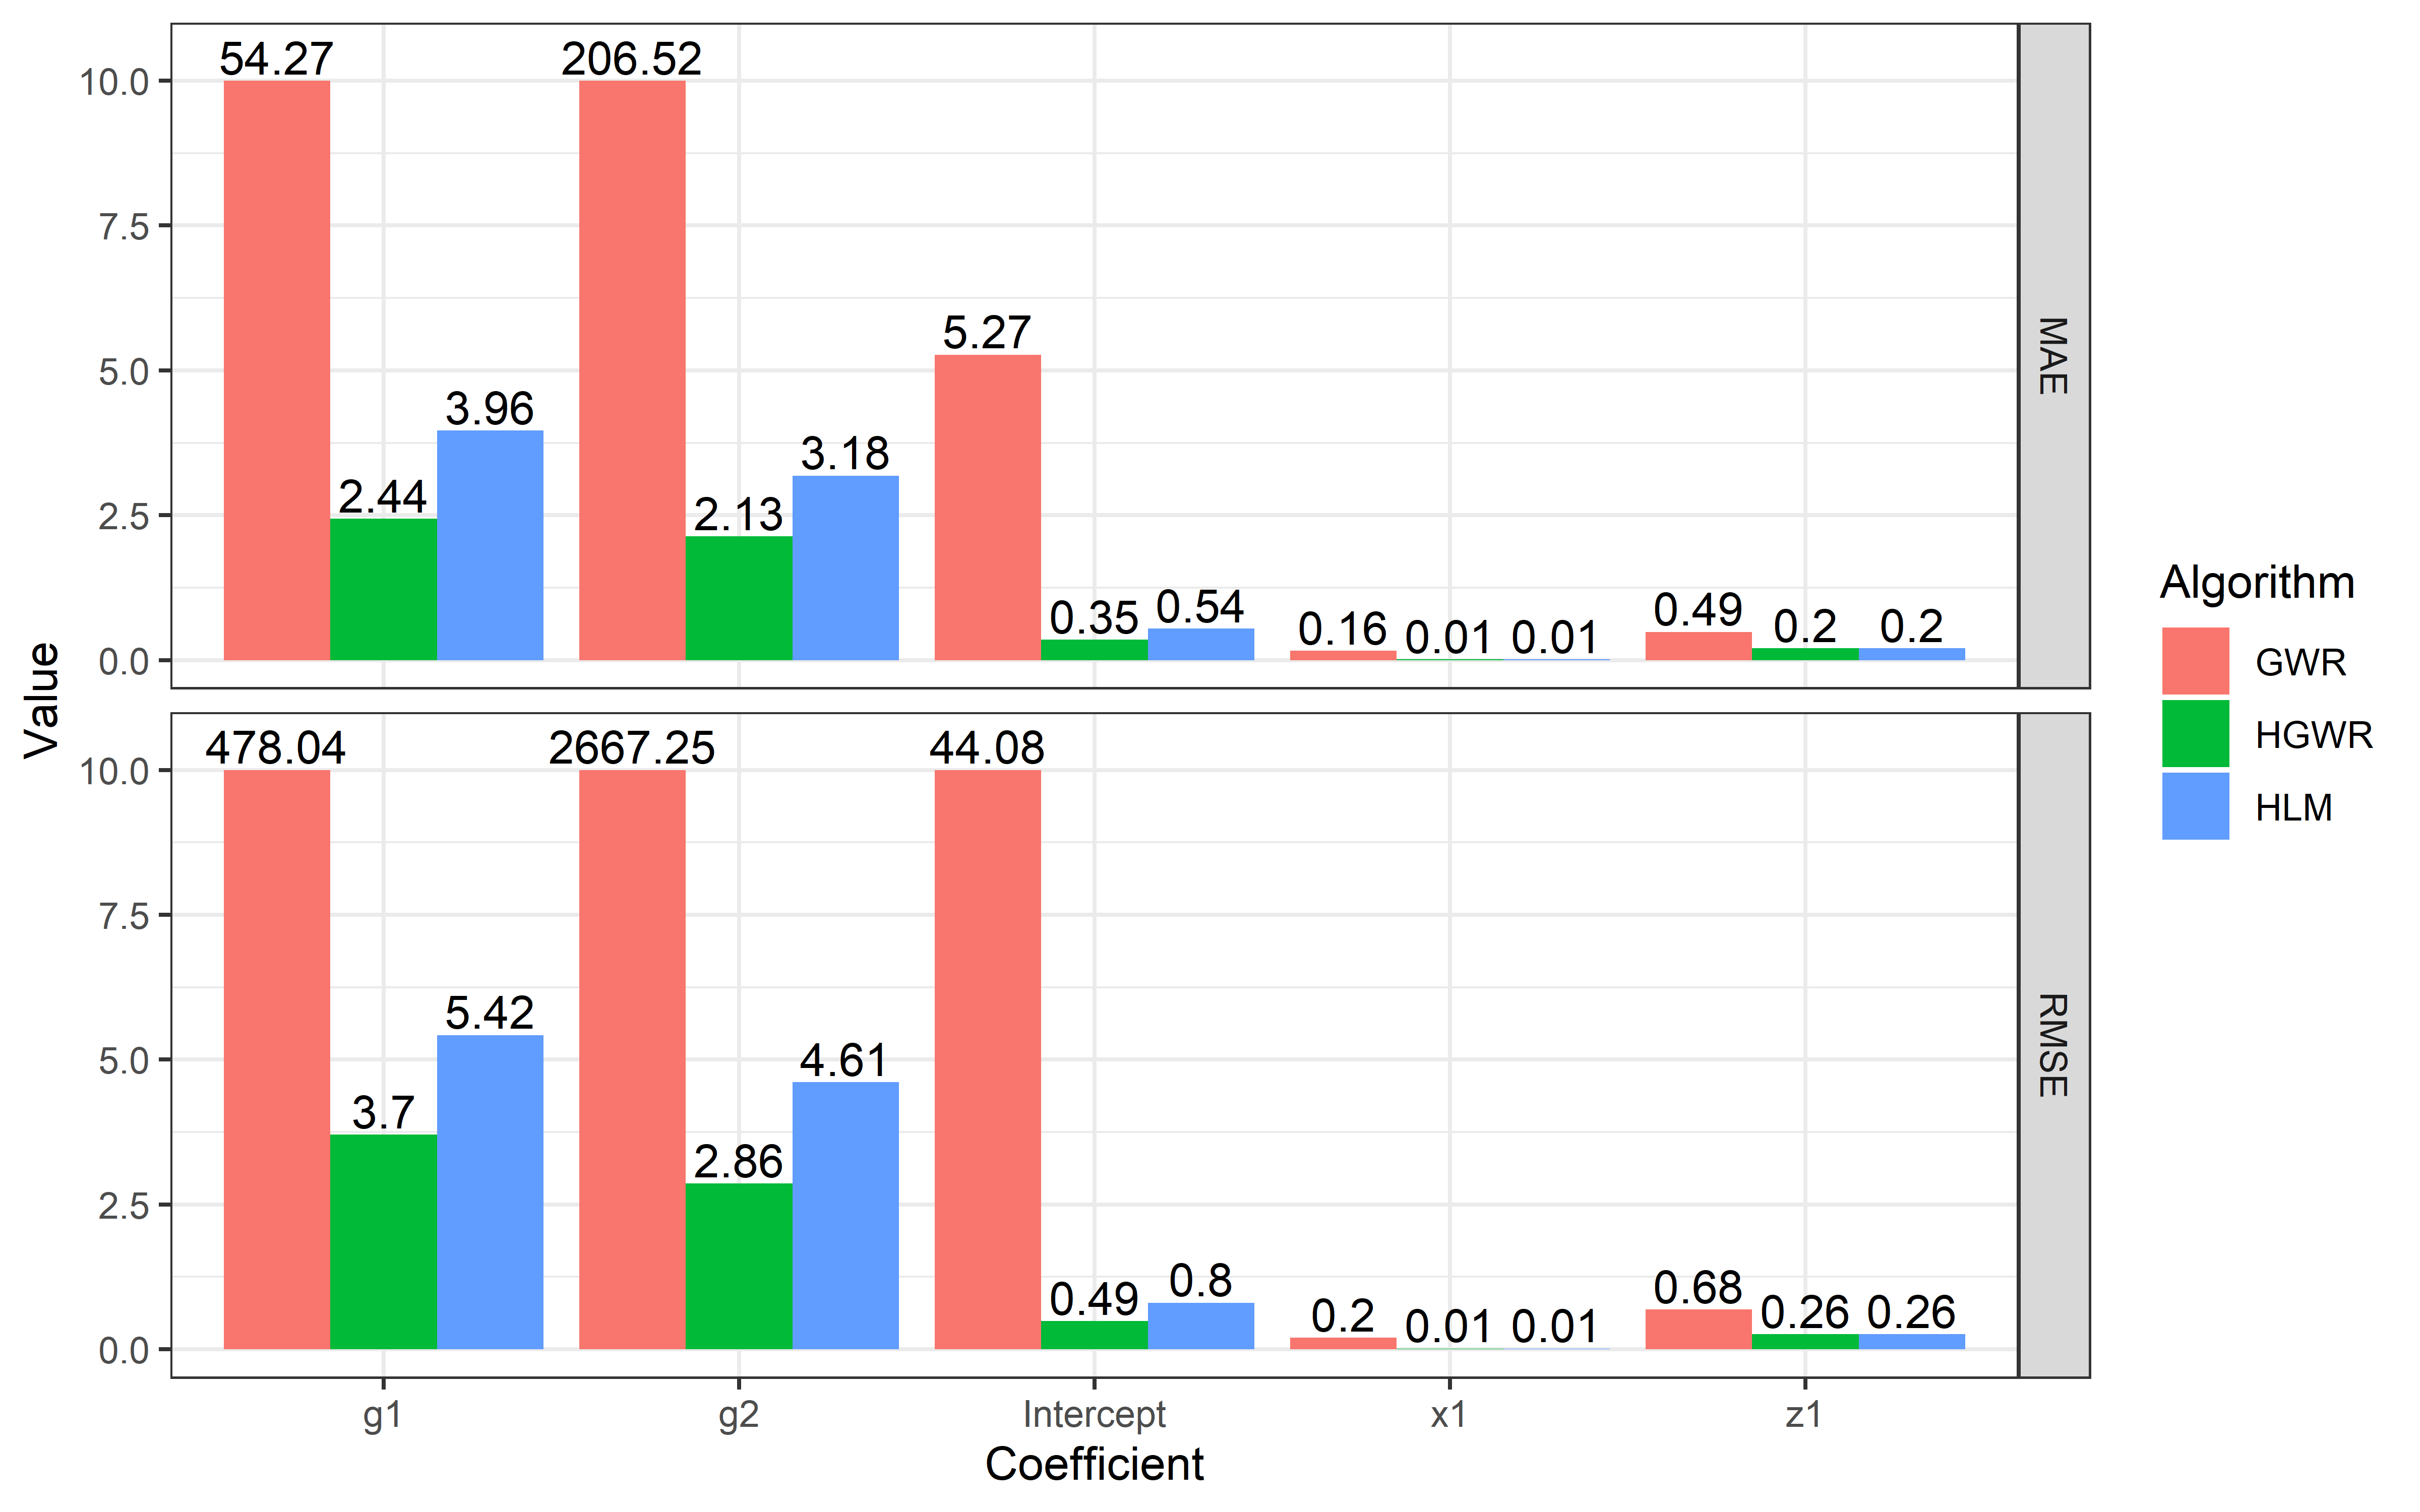 54.27 206.52
10.0
7.5
5.27
5.0
3.96
3.18
2.44 2.13
2.5
0.35 0.54 0.16 0.01 0.01 0.49 0.2 0.2
0.0
MAE
Value
478.04 2667.25 44.08
10.0
7.5
5.42
5.0
4.61
3.7
2.86
2.5
0.49 0.8 0.2 0.01 0.01 0.68 0.26 0.26
0.0
RMSE
g1 g2 Intercept x1 z1
Coefficient
Algorithm
GWR
HGWR
HLM